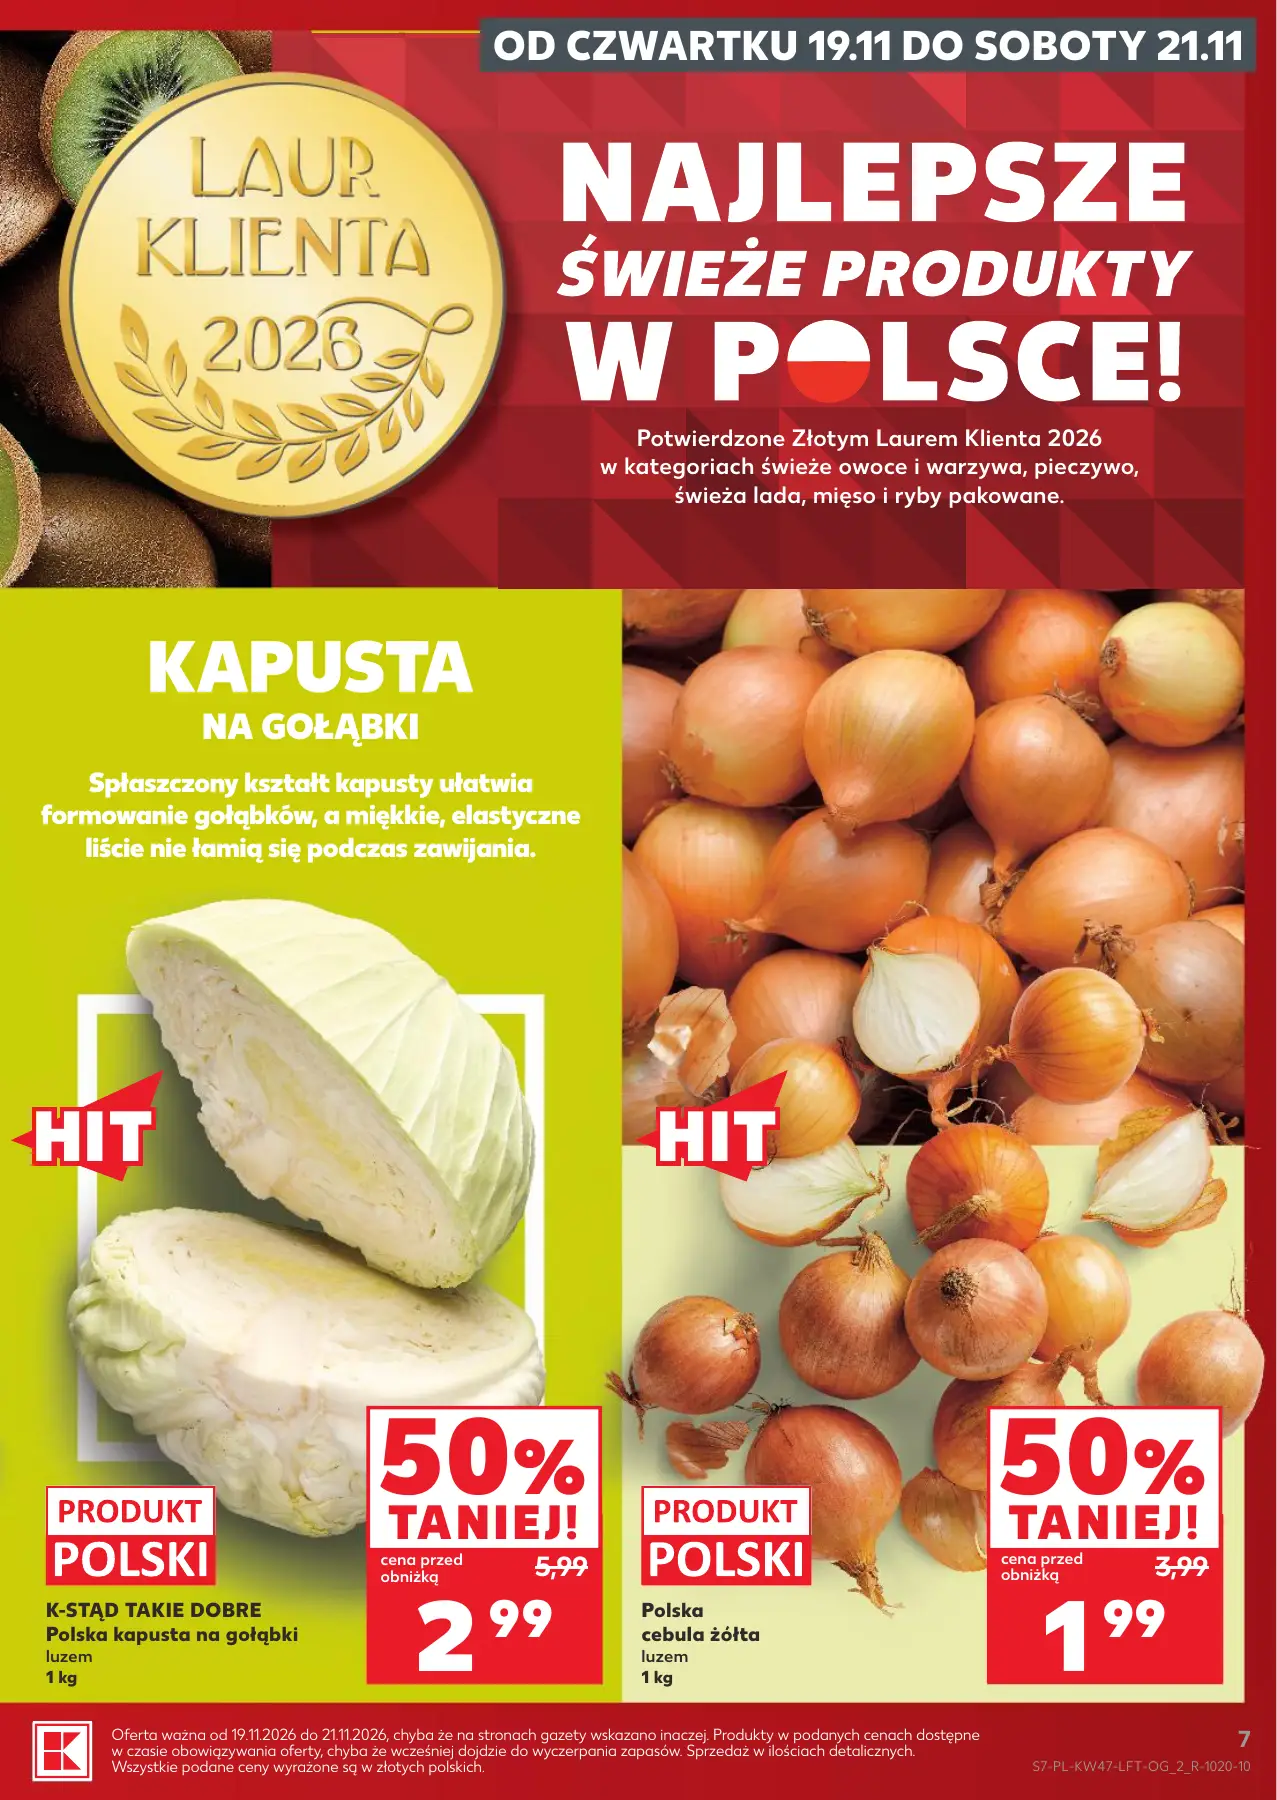 OD CZWARTKU 19.11 DO SOBOTY 21.11
LAUR
KLIENTA
2026
NAJLEPSZE
ŚWIEŻE PRODUKTY
W POLSCE!
Potwierdzone Złotym Laurem Klienta 2026
w kategoriach świeże owoce i warzywa, pieczywo,
świeża lada, mięso i ryby pakowane.
KAPUSTA
NA GOŁĄBKI
Spłaszczony kształt kapusty ułatwia
formowanie gołąbków, a miękkie, elastyczne
liście nie łamią się podczas zawijania.
HIT
PRODUKT
POLSKI
K-STĄD TAKIE DOBRE
Polska kapusta na gołąbki
luzem
1 kg
50%
TANIEJ!
cena przed
obniżką
5,99
2 99
HIT
PRODUKT
POLSKI
Polska
cebula żółta
luzem
1 kg
50%
TANIEJ!
cena przed
obniżką
3,99
1 99
Oferta ważna od 19.11.2026 do 21.11.2026, chyba że na stronach gazety wskazano inaczej. Produkty w podanych cenach dostępne
w czasie obowiązywania oferty, chyba że wcześniej dojdzie do wyczerpania zapasów. Sprzedaż w ilościach detalicznych.
Wszystkie podane ceny wyrażone są w złotych polskich.
7
S7-PL-KW47-LFT-OG_2_R-1020-10